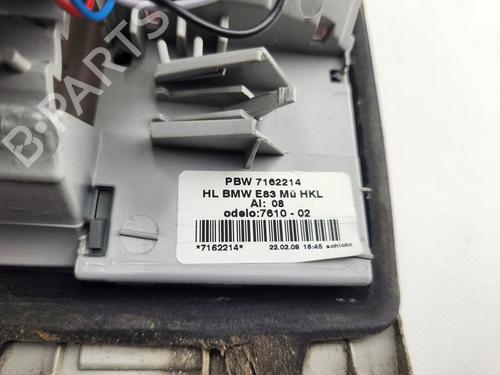 B-PARTS
PBW 7162214
HL BMW E83 Mü HKL
AI: 08
odelo:7610 - 02
*7162214*
22.02.08 16:45 schicht